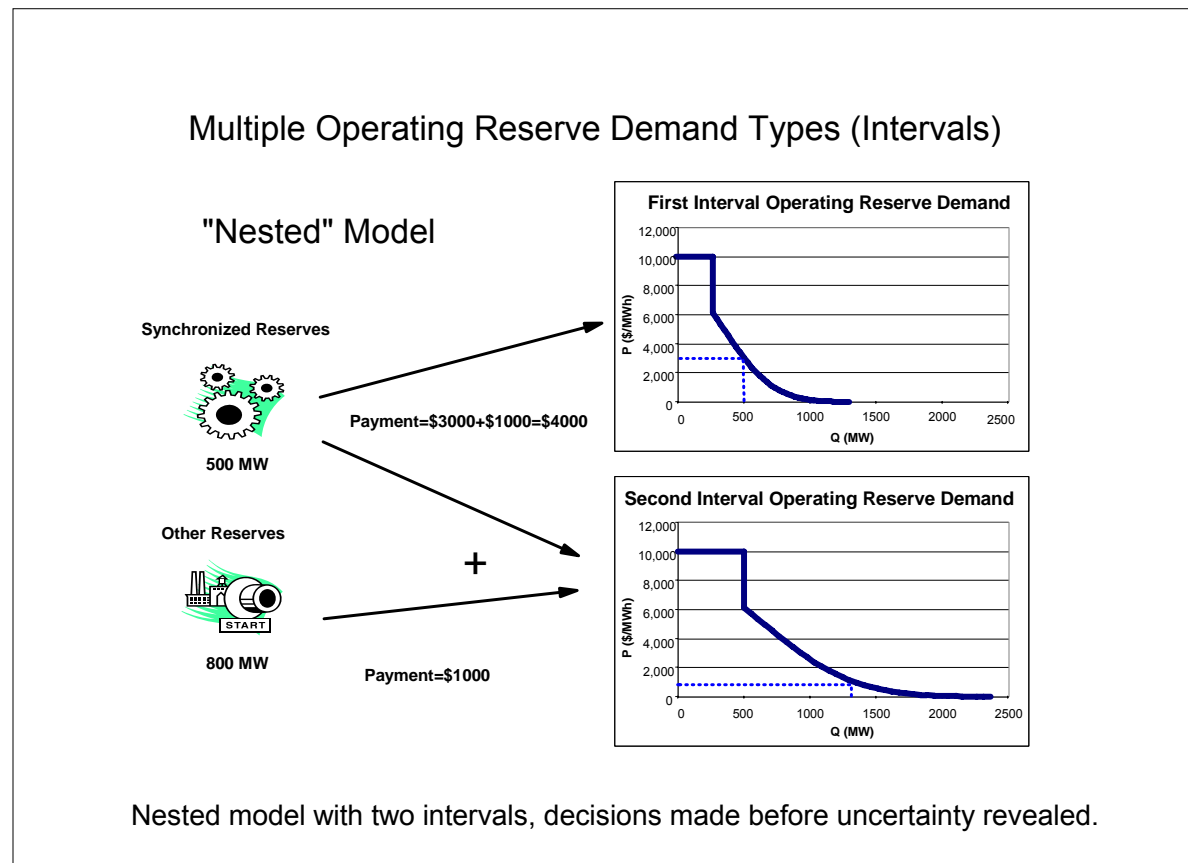 Multiple Operating Reserve Demand Types (Intervals)
"Nested" Model
Synchronized Reserves
500 MW
Payment=$3000+$1000=$4000
Other Reserves
START
800 MW
+
Payment=$1000
First Interval Operating Reserve Demand
P ($/MWh)
12,000
10,000
8,000
6,000
4,000
2,000
0
0 500 1000 1500 2000 2500
Q (MW)
Second Interval Operating Reserve Demand
P ($/MWh)
12,000
10,000
8,000
6,000
4,000
2,000
0
0 500 1000 1500 2000 2500
Q (MW)
Nested model with two intervals, decisions made before uncertainty revealed.